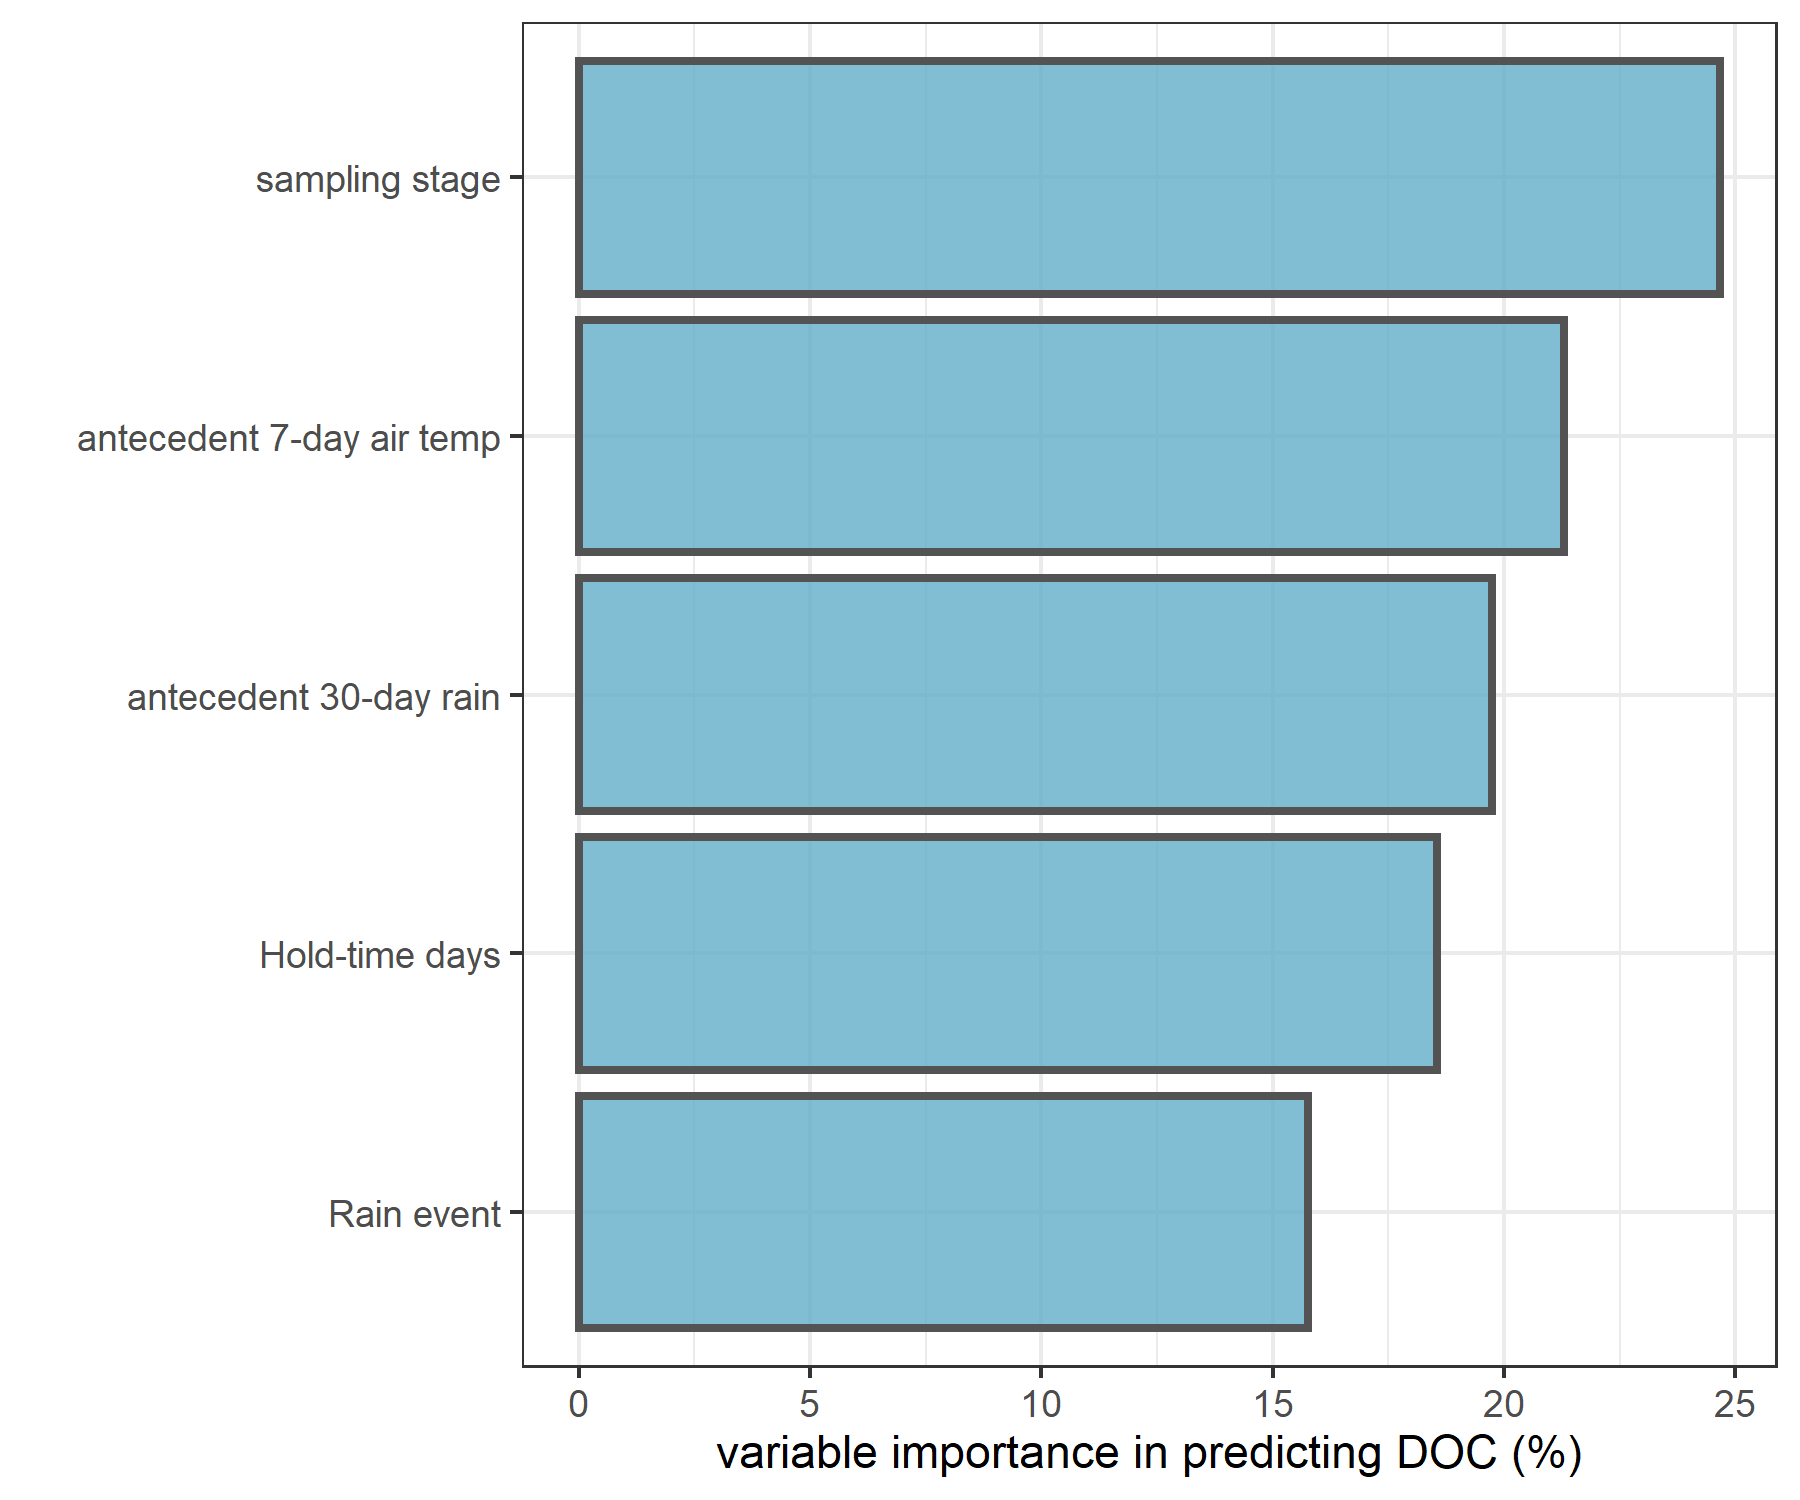 sampling stage
antecedent 7-day air temp
antecedent 30-day rain
Hold-time days
Rain event
0 5 10 15 20 25
variable importance in predicting DOC (%)